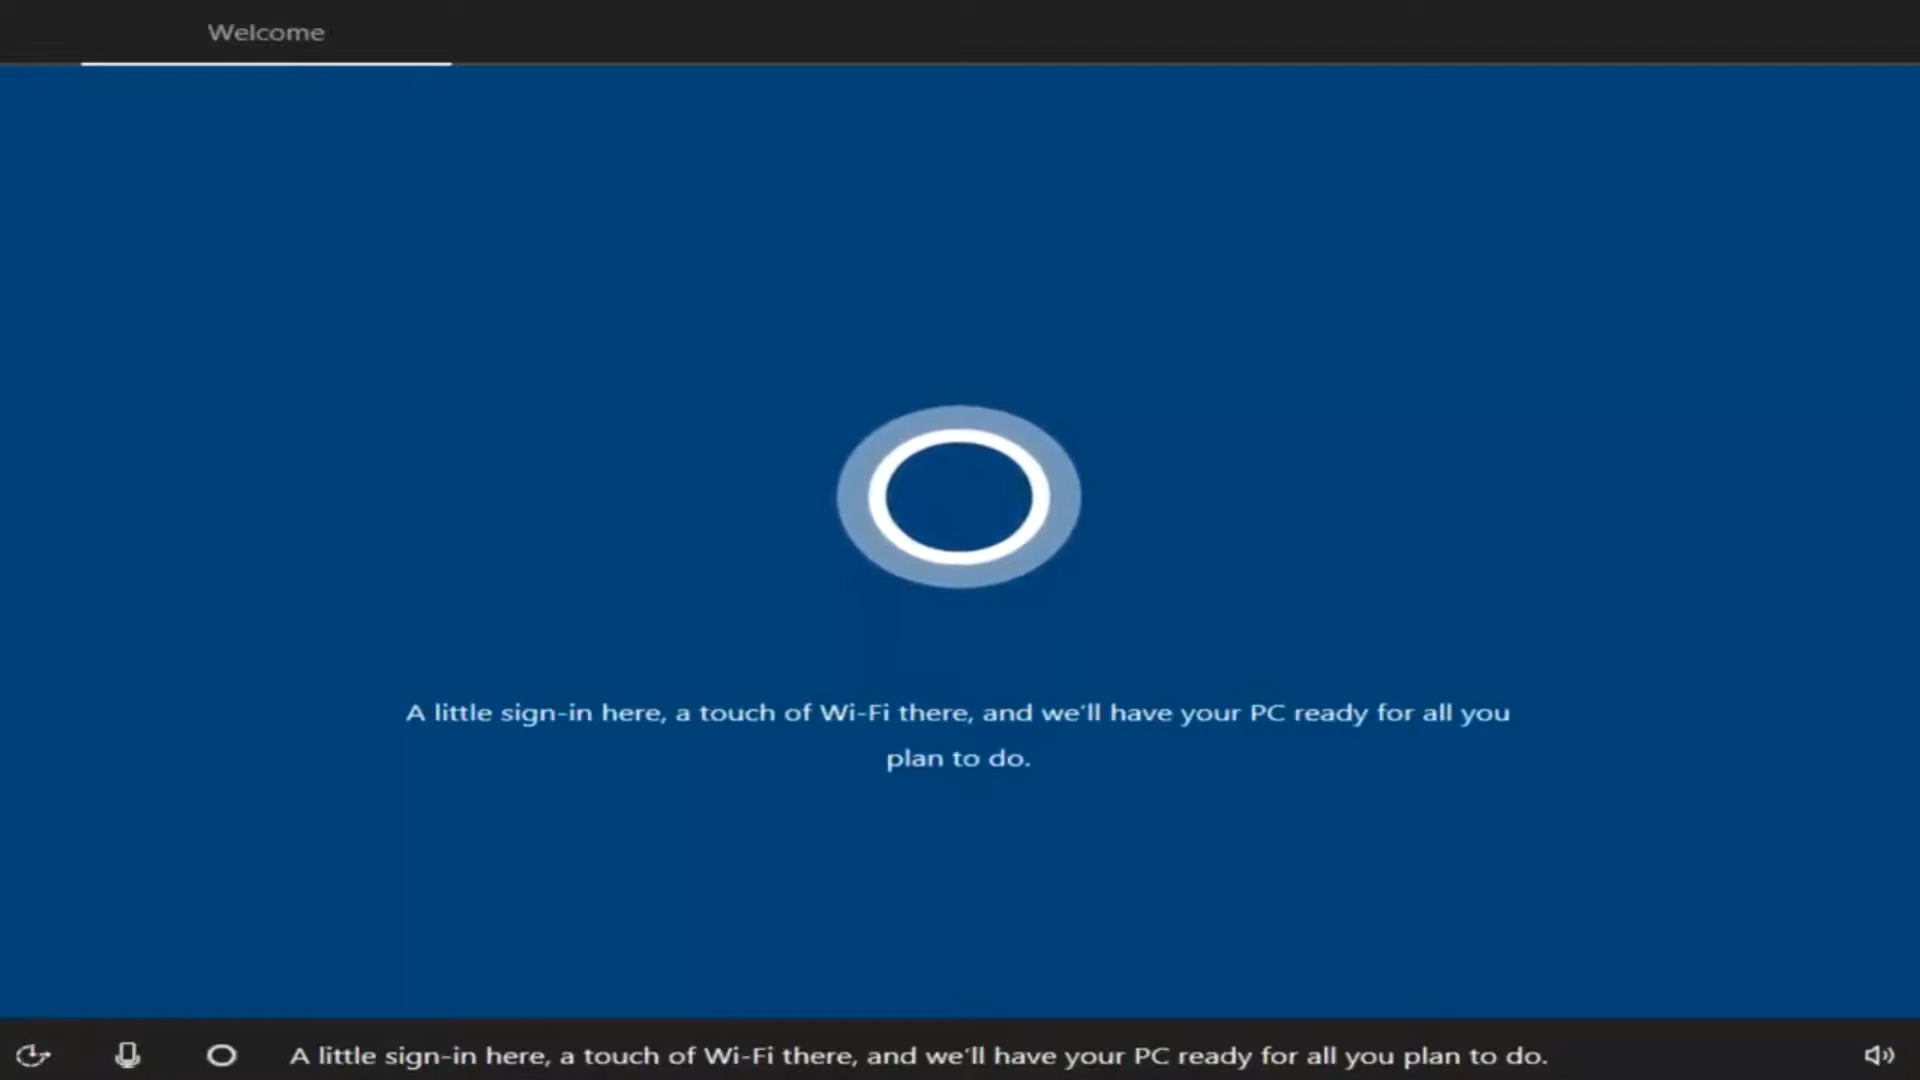 Welcome
A little sign-in here, a touch of Wi-Fi there, and we'll have your PC ready for all you
plan to do.
A little sign-in here, a touch of Wi-Fi there, and we'll have your PC ready for all you plan to do.